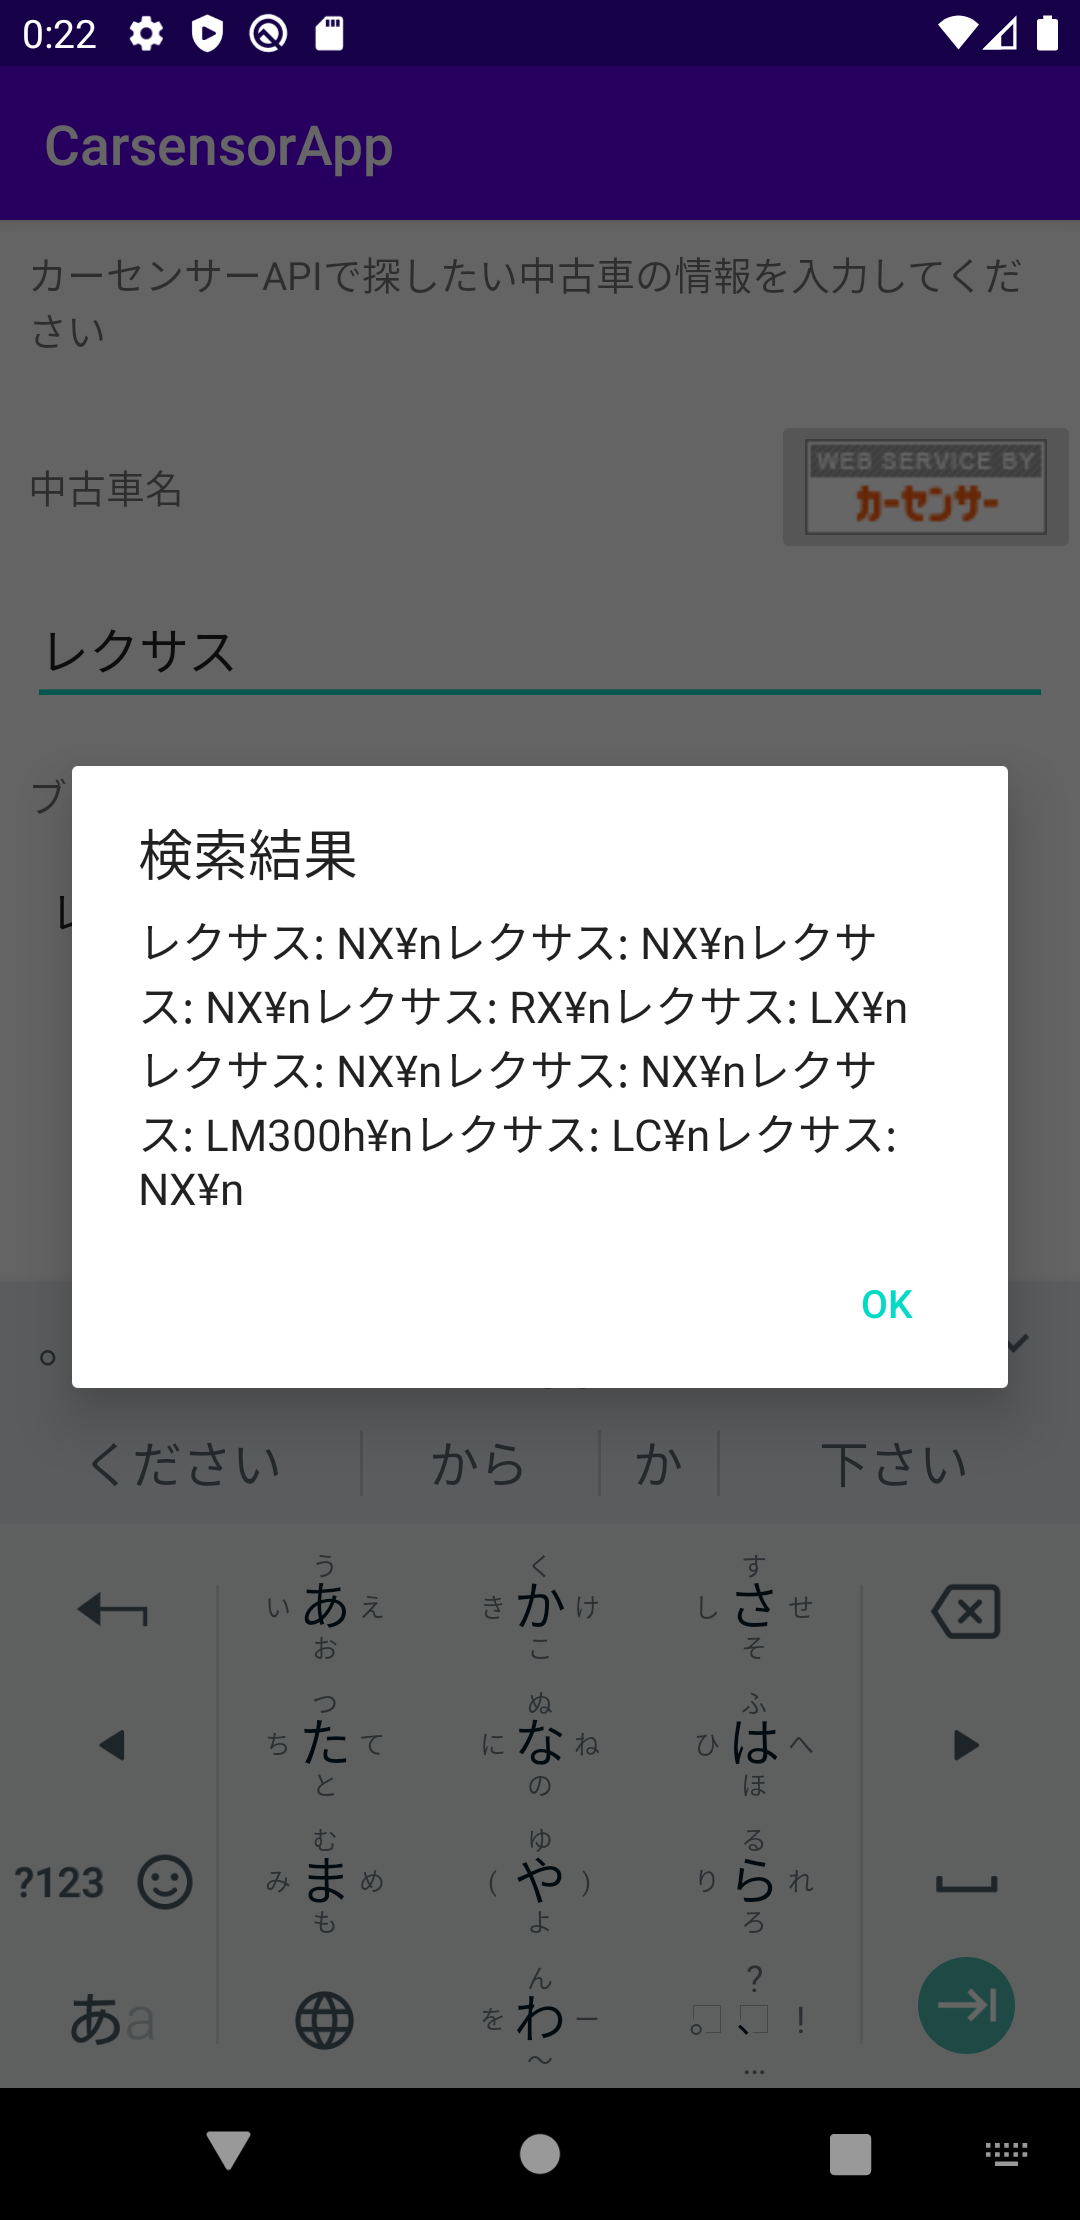 0:22
CarsensorApp
カーセンサーAPIで探したい中古車の情報を入力してくだ
さい
中古車名
WEB SERVICE BY
カーセンサー
レクサス
ブ
検索結果
レクサス: NX¥nレクサス: NX¥nレクサ
ス: NX¥nレクサス: RX¥nレクサス: LX¥n
レクサス: NX¥nレクサス: NX¥nレクサ
ス: LM300h¥nレクサス: LC¥nレクサス:
NX¥n
OK
。
ください から か 下さい
う く す
い あ え き か け し さ せ
お こ そ
つ ぬ ふ
ち た て に な ね ひ は へ
と の ほ
む ゆ る
?123 み ま め ( や ) り ら れ
も よ ろ
ん ?
あa を わ ー 。 、 !
〜 …